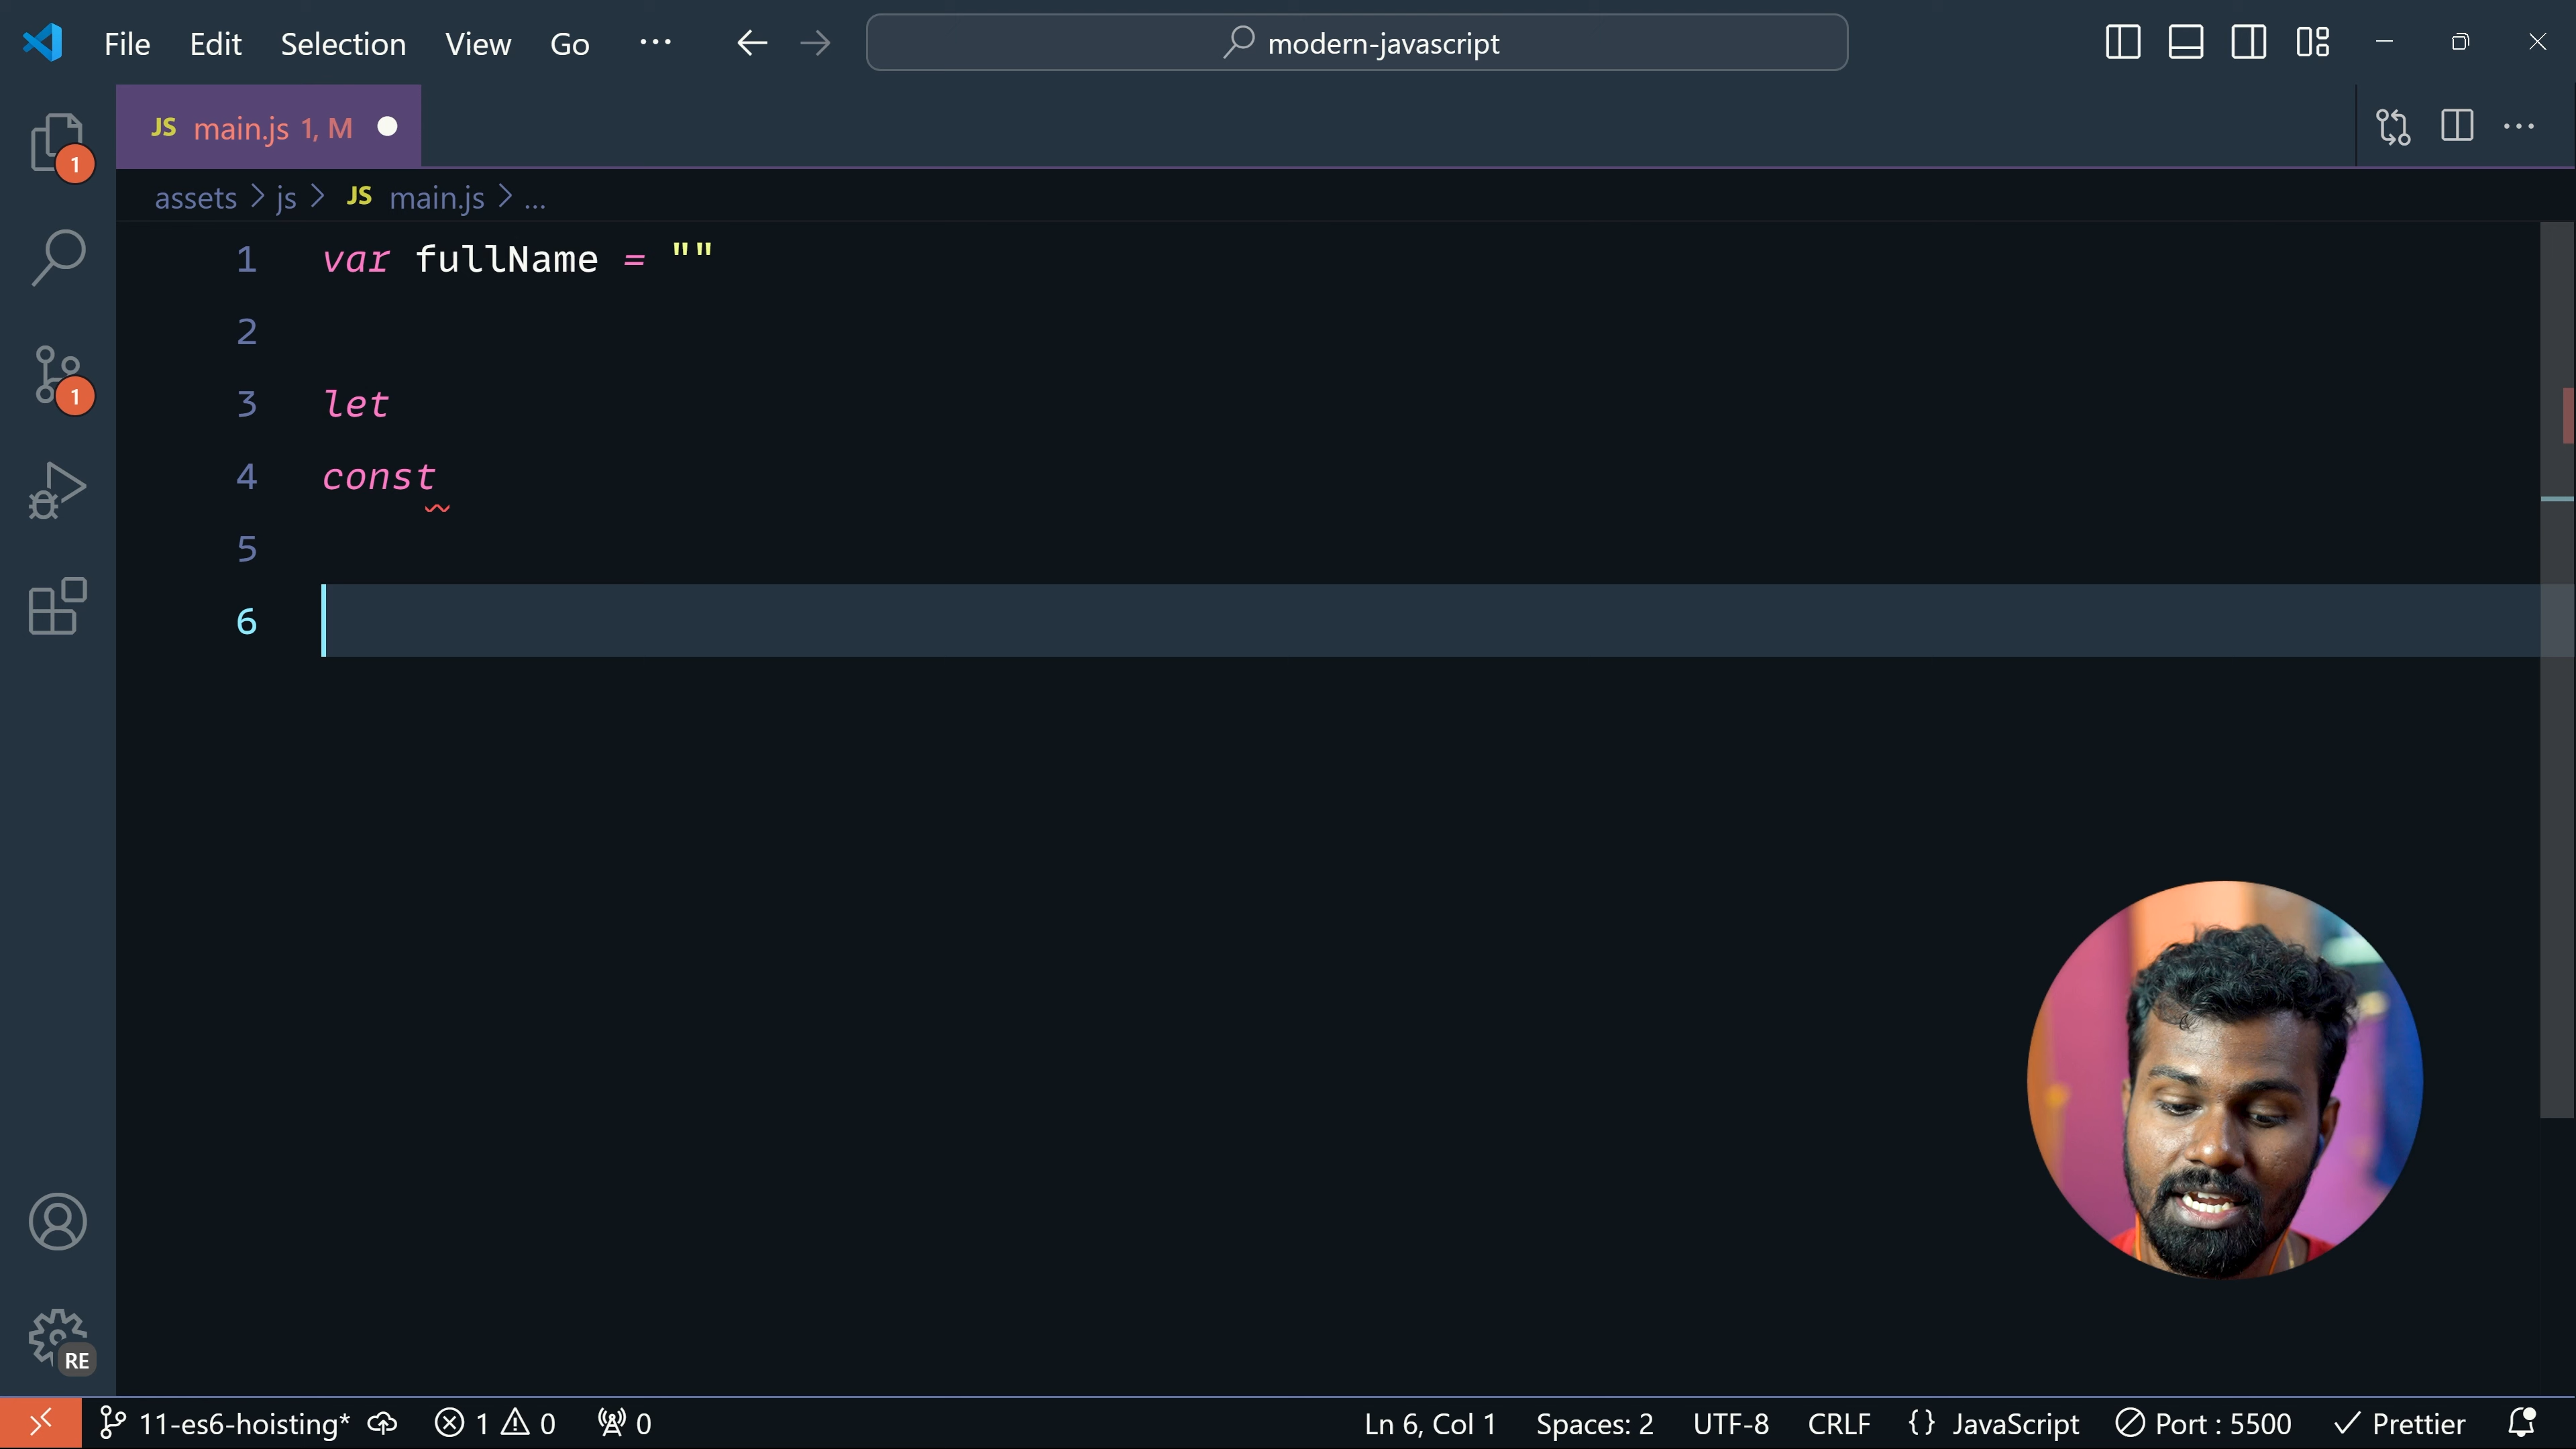 File Edit Selection View Go ··· modern-javascript
JS main.js 1, M
1
assets > js > JS main.js > ...
1 var fullName = ""
2
3 let
1
4 const
5
6
RE
11-es6-hoisting* 1 0 0 Ln 6, Col 1 Spaces: 2 UTF-8 CRLF {} JavaScript Port : 5500 Prettier